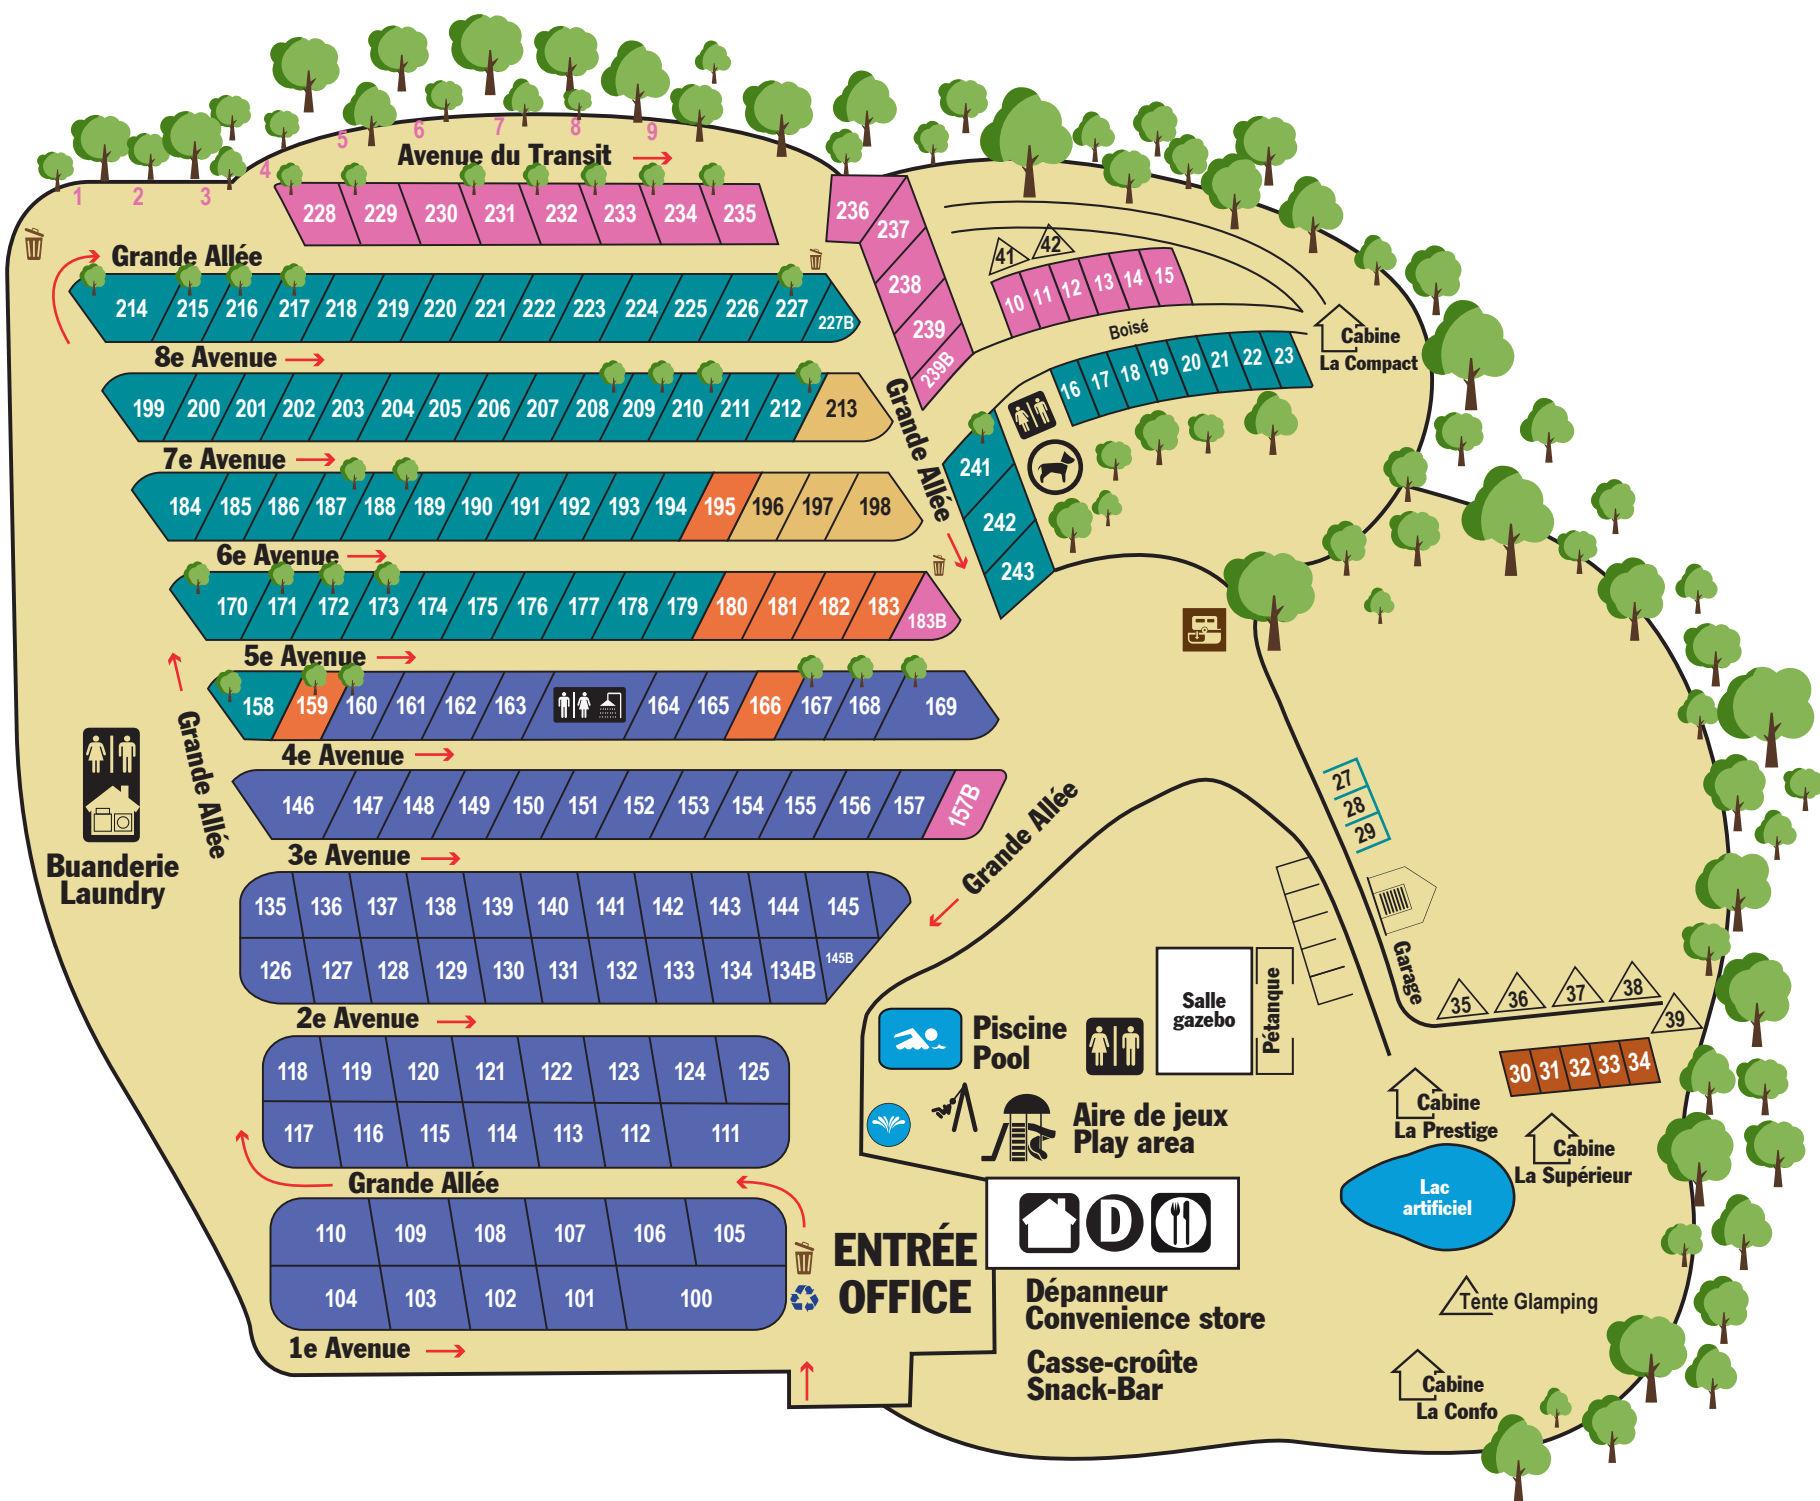 5 6 7 8 9
Avenue du Transit
4
1 2 3
228 229 230 231 232 233 234 235
236
237
238
239
239B
Grande Allée
214 215 216 217 218 219 220 221 222 223 224 225 226 227 227B
8e Avenue
199 200 201 202 203 204 205 206 207 208 209 210 211 212 213
7e Avenue
184 185 186 187 188 189 190 191 192 193 194 195 196 197 198
6e Avenue
170 171 172 173 174 175 176 177 178 179 180 181 182 183 183B
5e Avenue
158 159 160 161 162 163 164 165 166 167 168 169
4e Avenue
146 147 148 149 150 151 152 153 154 155 156 157 157B
3e Avenue
135 136 137 138 139 140 141 142 143 144 145
126 127 128 129 130 131 132 133 134 134B 145B
2e Avenue
118 119 120 121 122 123 124 125
117 116 115 114 113 112 111
Grande Allée
110 109 108 107 106 105
104 103 102 101 100
1e Avenue
Grande Allée
Buanderie
Laundry
Grande Allée
241
242
243
41 42
10 11 12 13 14 15
Boisé
16 17 18 19 20 21 22 23
Cabine
La Compact
Grande Allée
27
28
29
Garage
35 36 37 38
39
30 31 32 33 34
Piscine
Pool
Salle
gazebo
Pétanque
Aire de jeux
Play area
D
ENTRÉE
OFFICE
Dépanneur
Convenience store
Casse-croûte
Snack-Bar
Cabine
La Prestige
Cabine
La Supérieur
Lac
artificiel
Tente Glamping
Cabine
La Confo